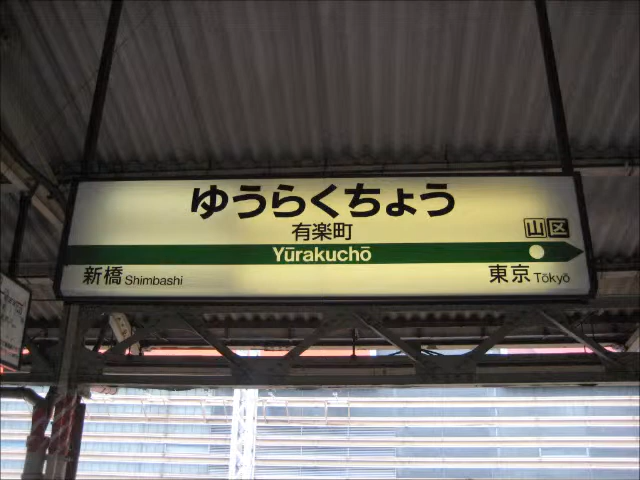 ゆうらくちょう
有楽町
山区
Yūrakuchō
新橋 Shimbashi
東京 Tōkyō